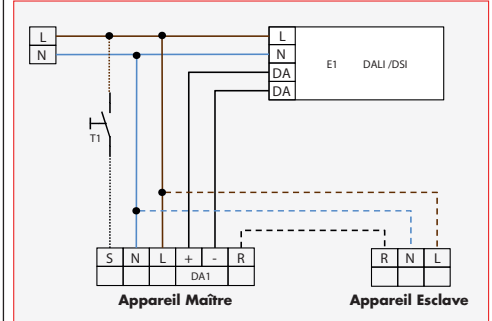 L
N
L
N
DA
DA
E1 DALI /DSI
T1
S N L + - R
DA1
R N L
Appareil Maître
Appareil Esclave